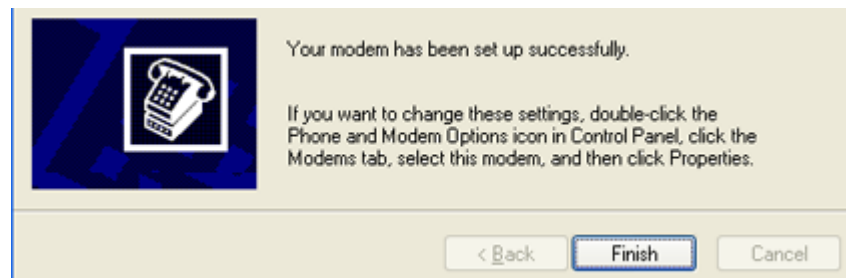 Your modem has been set up successfully.
If you want to change these settings, double-click the
Phone and Modem Options icon in Control Panel, click the
Modems tab, select this modem, and then click Properties.
< Back Finish Cancel